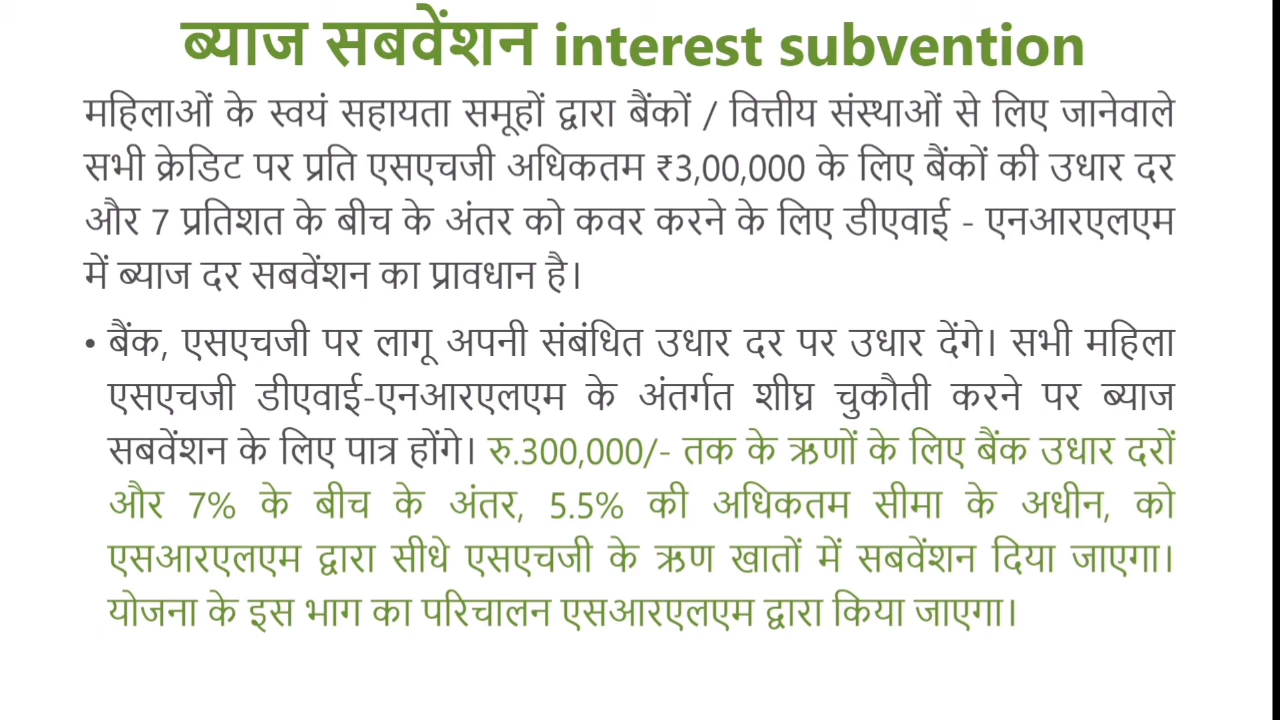 ब्याज सबवेंशन interest subvention
महिलाओं के स्वयं सहायता समूहों द्वारा बैंकों / वित्तीय संस्थाओं से लिए जानेवाले
सभी क्रेडिट पर प्रति एसएचजी अधिकतम ₹3,00,000 के लिए बैंकों की उधार दर
और 7 प्रतिशत के बीच के अंतर को कवर करने के लिए डीएवाई - एनआरएलएम
में ब्याज दर सबवेंशन का प्रावधान है।
• बैंक, एसएचजी पर लागू अपनी संबंधित उधार दर पर उधार देंगे। सभी महिला
एसएचजी डीएवाई-एनआरएलएम के अंतर्गत शीघ्र चुकौती करने पर ब्याज
सबवेंशन के लिए पात्र होंगे। रु.300,000/- तक के ऋणों के लिए बैंक उधार दरों
और 7% के बीच के अंतर, 5.5% की अधिकतम सीमा के अधीन, को
एसआरएलएम द्वारा सीधे एसएचजी के ऋण खातों में सबवेंशन दिया जाएगा।
योजना के इस भाग का परिचालन एसआरएलएम द्वारा किया जाएगा।